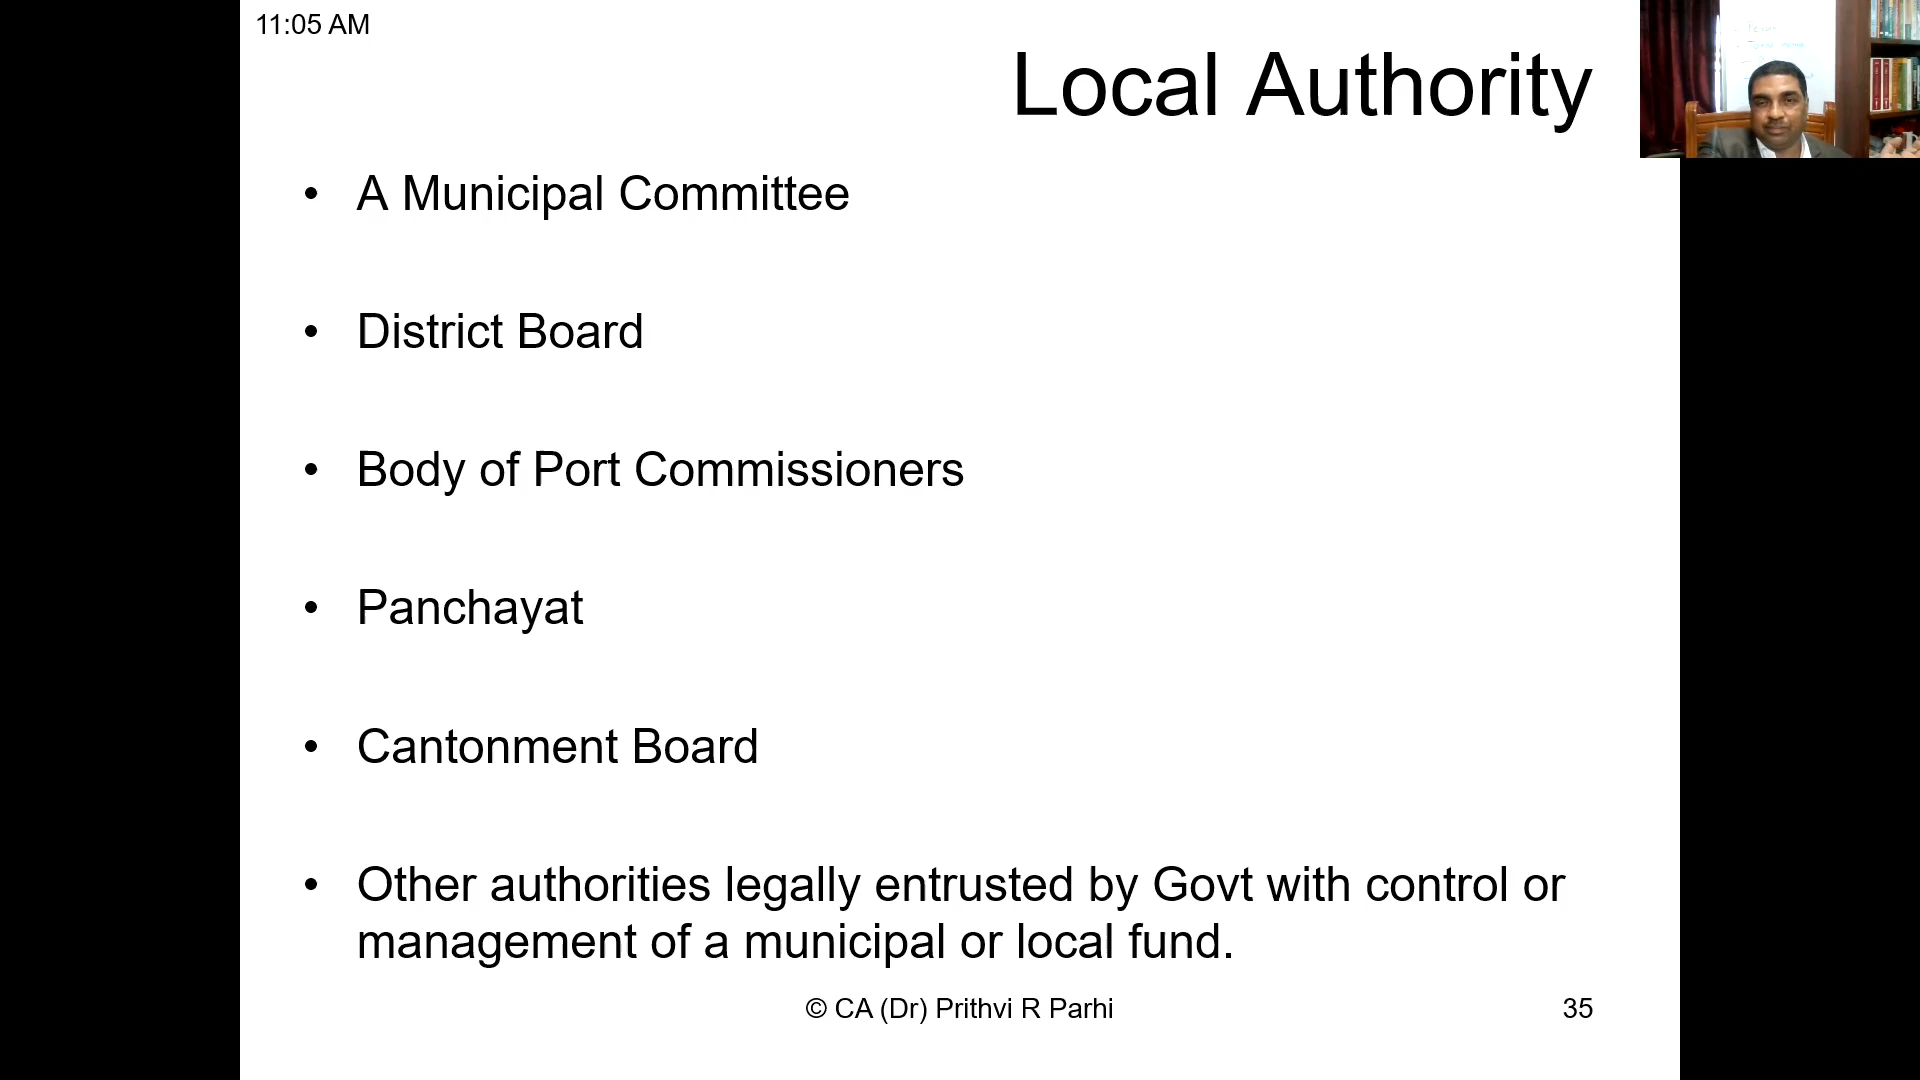 11:05 AM
Local Authority
• A Municipal Committee
• District Board
• Body of Port Commissioners
• Panchayat
• Cantonment Board
• Other authorities legally entrusted by Govt with control or
management of a municipal or local fund.
© CA (Dr) Prithvi R Parhi
35